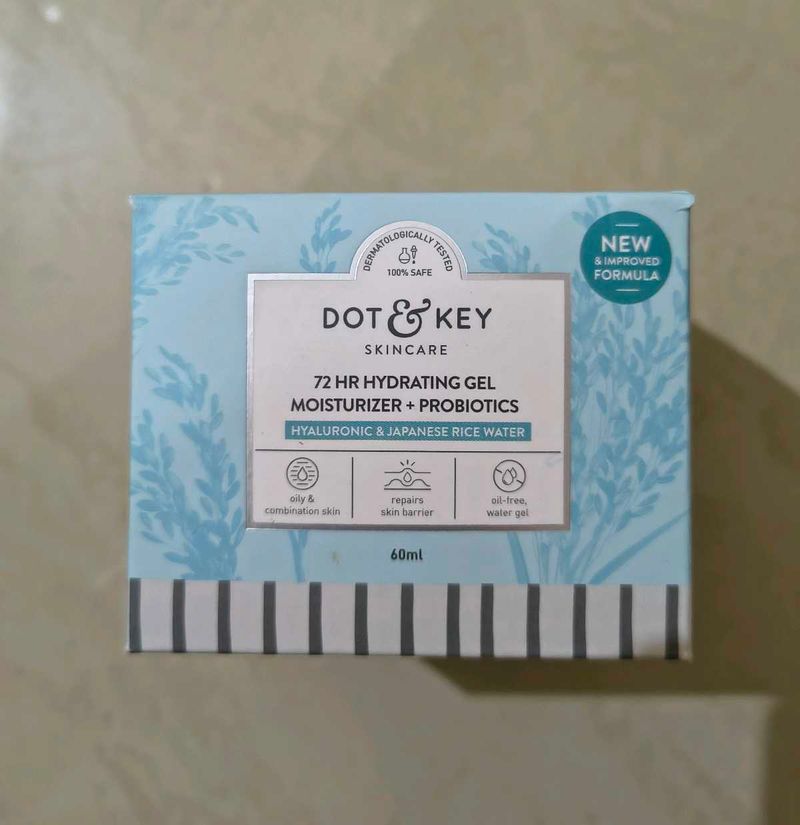 DERMATOLOGICALLY TESTED
100% SAFE
NEW
& IMPROVED
FORMULA
DOT & KEY
SKINCARE
72 HR HYDRATING GEL
MOISTURIZER + PROBIOTICS
HYALURONIC & JAPANESE RICE WATER
oily &
combination skin
repairs
skin barrier
oil-free,
water gel
60ml